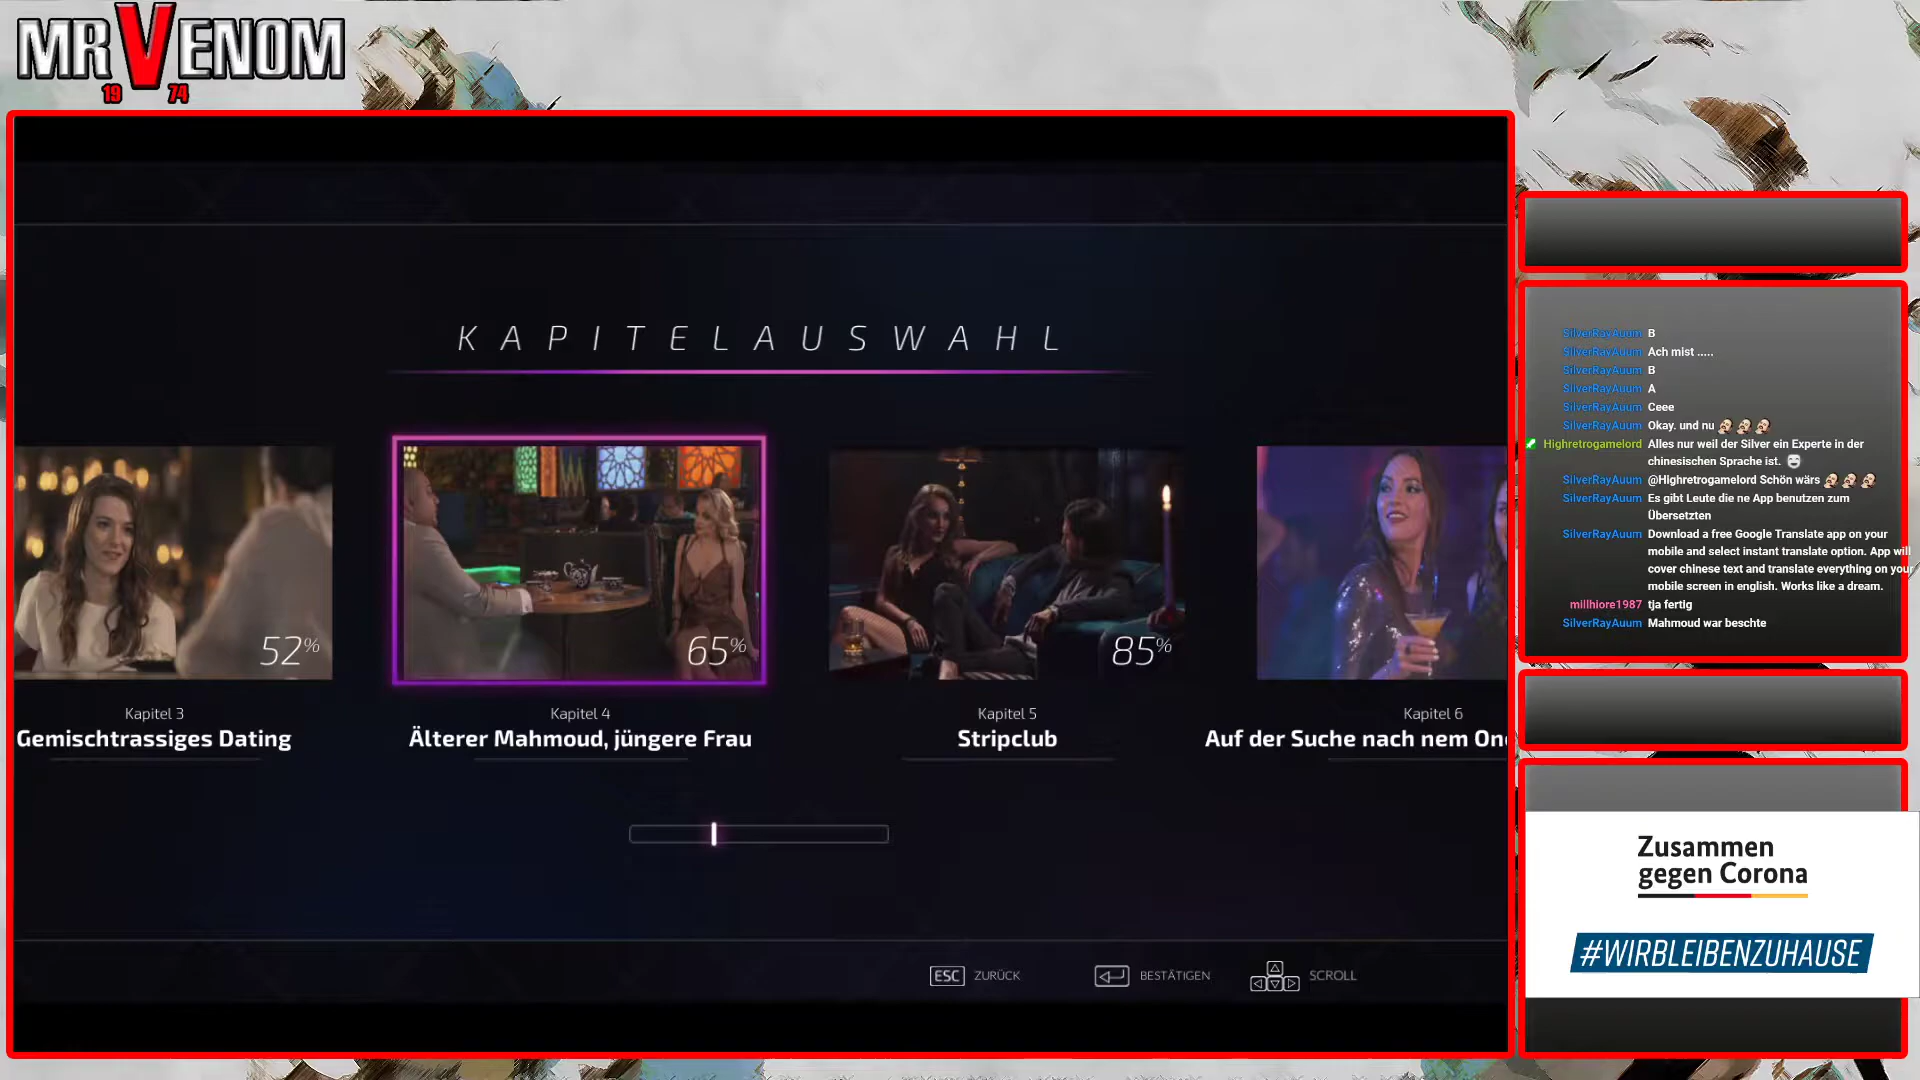 MRVENOM
19 74
KAPITELAUSWAHL
52%
65%
85%
Kapitel 3
Gemischtrassiges Dating
Kapitel 4
Älterer Mahmoud, jüngere Frau
Kapitel 5
Stripclub
Kapitel 6
Auf der Suche nach nem On
ESC ZURÜCK
BESTÄTIGEN
SCROLL
SilverRayAuum B
SilverRayAuum Ach mist .....
SilverRayAuum B
SilverRayAuum A
SilverRayAuum Ceee
SilverRayAuum Okay. und nu
Highretrogamelord Alles nur weil der Silver ein Experte in der
chinesischen Sprache ist.
SilverRayAuum @Highretrogamelord Schön wärs
SilverRayAuum Es gibt Leute die ne App benutzen zum
Übersetzten
SilverRayAuum Download a free Google Translate app on your
mobile and select instant translate option. App will
cover chinese text and translate everything on your
mobile screen in english. Works like a dream.
millhiore1987 tja fertig
SilverRayAuum Mahmoud war beschte
Zusammen
gegen Corona
#WIRBLEIBENZUHAUSE